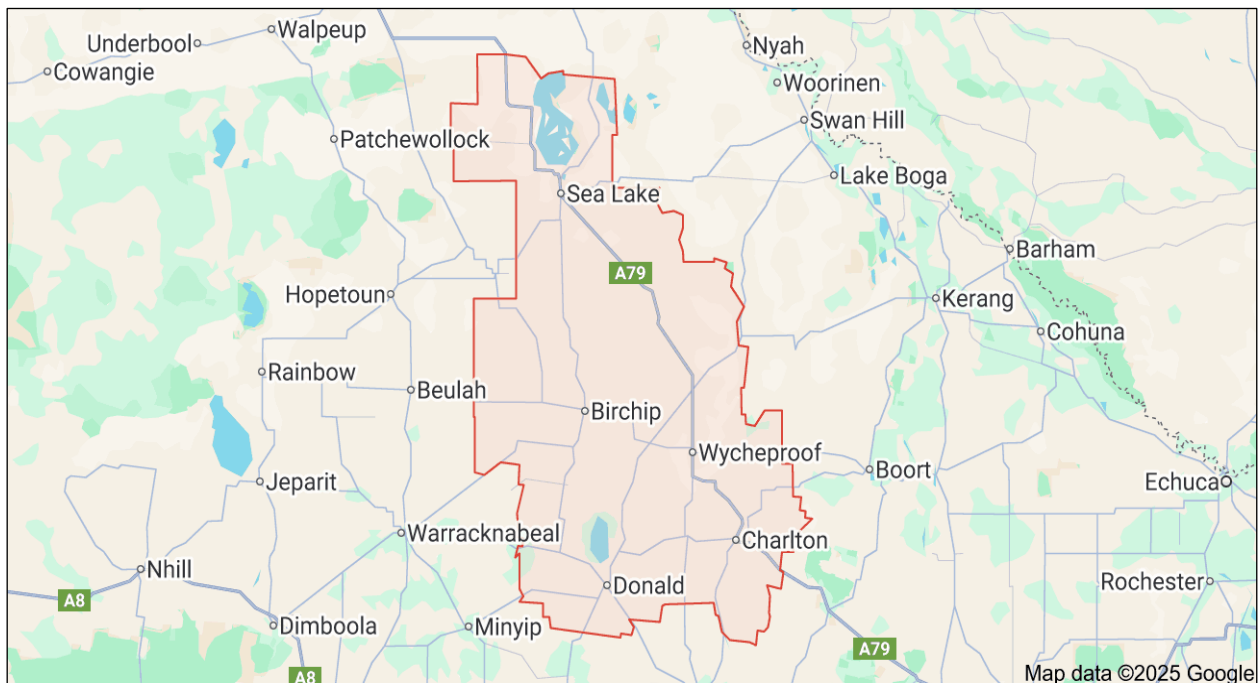 Walpeup
Underbool
Cowangie
Nyah
Woorinen
Swan Hill
Patchewollock
Lake Boga
Sea Lake
Barham
A79
Hopetoun
Kerang
Cohuna
Rainbow
Beulah
Birchip
Wycheproof
Boort
Jeparit
Echuca
Warracknabeal
Charlton
Nhill
Donald
Rochester
A8
Dimboola
Minyip
A79
A8
Map data ©2025 Google